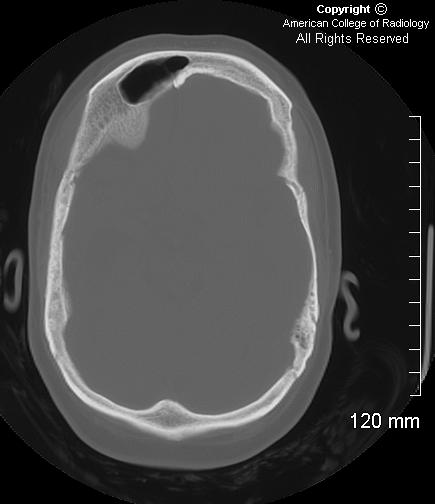 Copyright ©
American College of Radiology
All Rights Reserved
120 mm